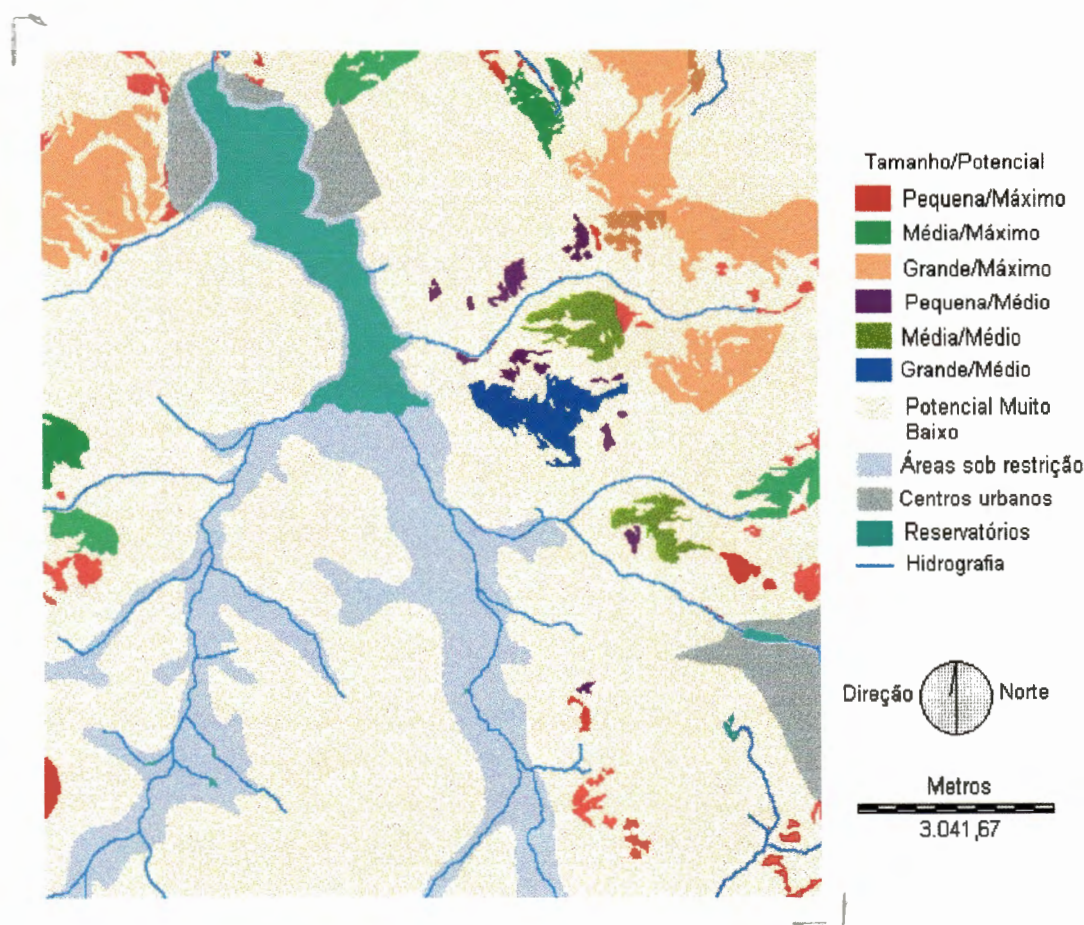 Tamanho/Potencial
Pequena/Máximo
Média/Máximo
Grande/Máximo
Pequena/Médio
Média/Médio
Grande/Médio
Potencial Muito
Baixo
Áreas sob restrição
Centros urbanos
Reservatórios
Hidrografia
Direção Norte
Metros
3.041,67